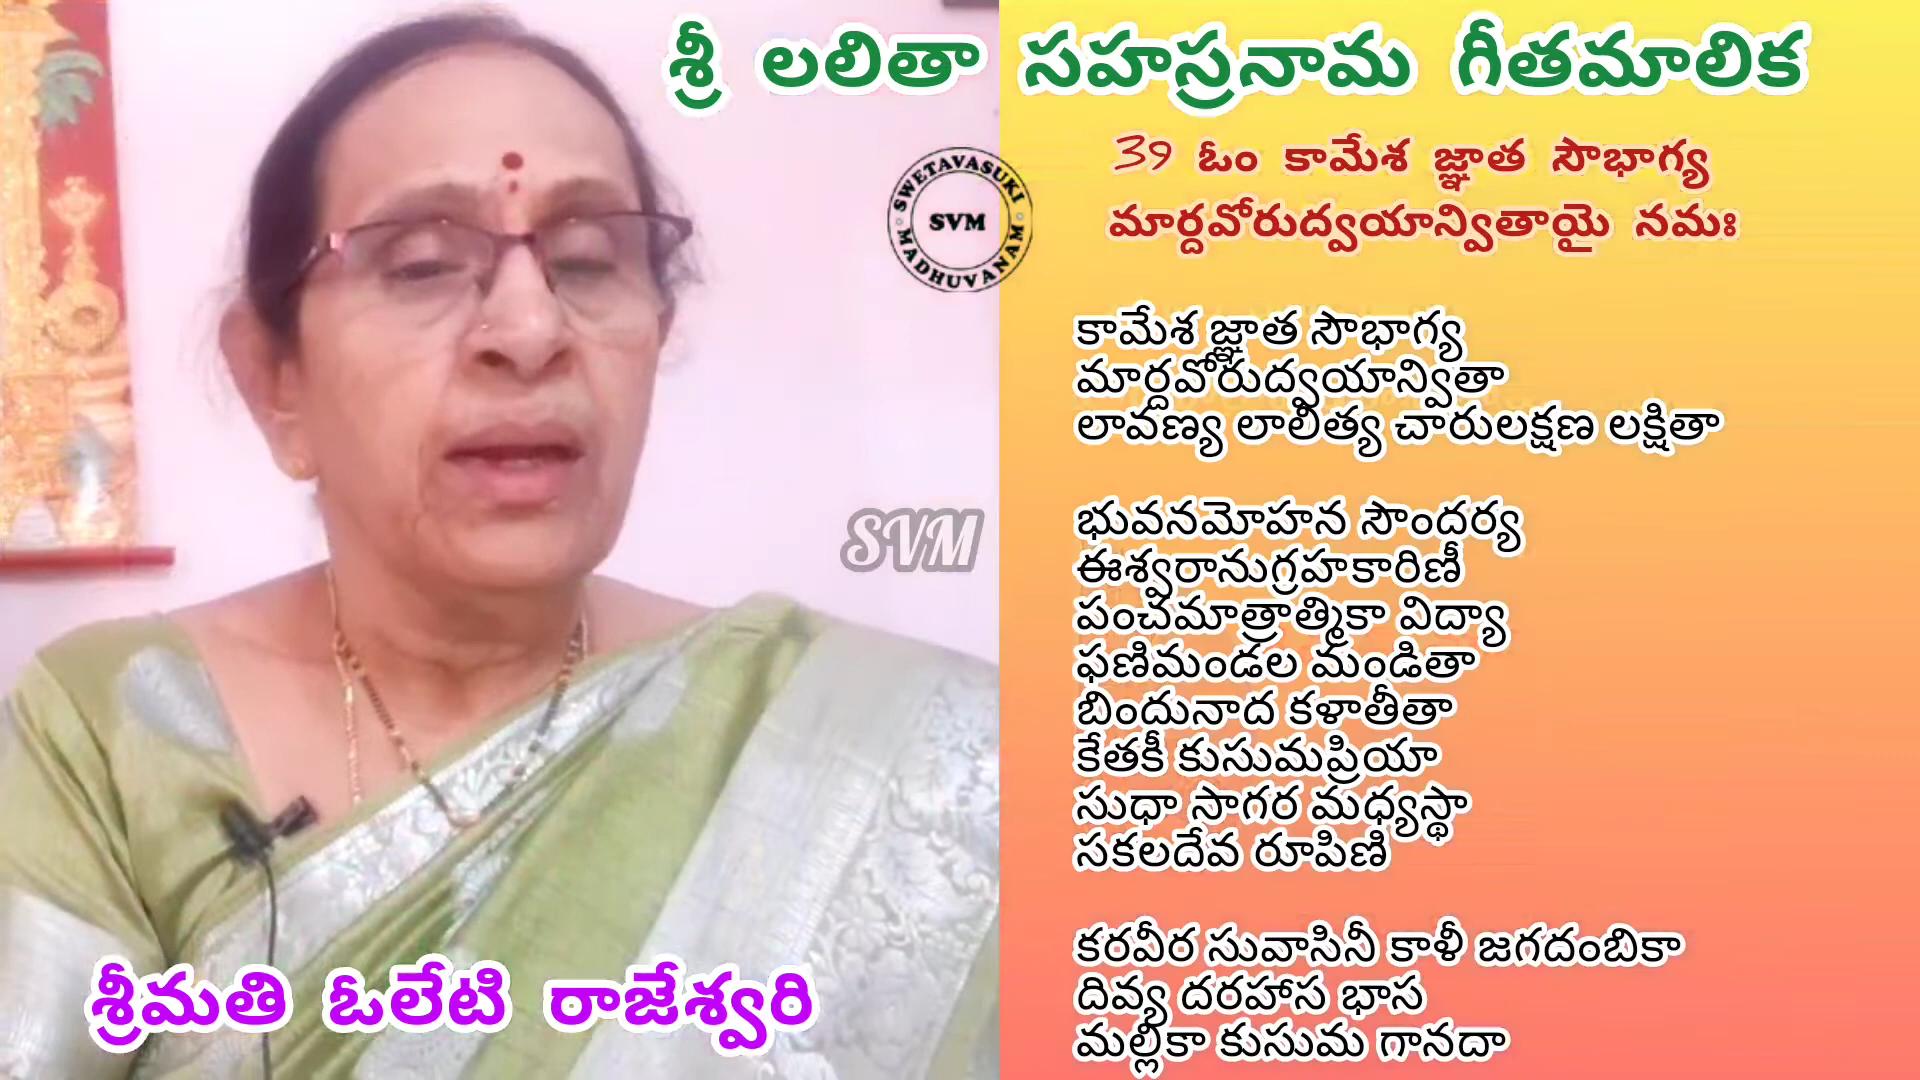 శ్రీ లలితా సహస్రనామ గీతమాలిక
SWETAVASUKI
SVM
MADHUVANAM
39 ఓం కామేశ జ్ఞాత సౌభాగ్య
మార్దవోరుద్వయాన్వితాయై నమః
కామేశ జ్ఞాత సౌభాగ్య
మార్దవోరుద్వయాన్వితా
లావణ్య లాలిత్య చారులక్షణ లక్షితా
భువనమోహన సౌందర్య
ఈశ్వరానుగ్రహకారిణీ
పంచమాత్రాత్మికా విద్యా
ఫణిమండల మండితా
బిందునాద కళాతీతా
కేతకీ కుసుమప్రియా
సుధా సాగర మధ్యస్థా
సకలదేవ రూపిణి
కరవీర సువాసినీ కాళీ జగదంబికా
దివ్య దరహాస భాస
మల్లికా కుసుమ గానదా
SVM
శ్రీమతి ఓలేటి రాజేశ్వరి